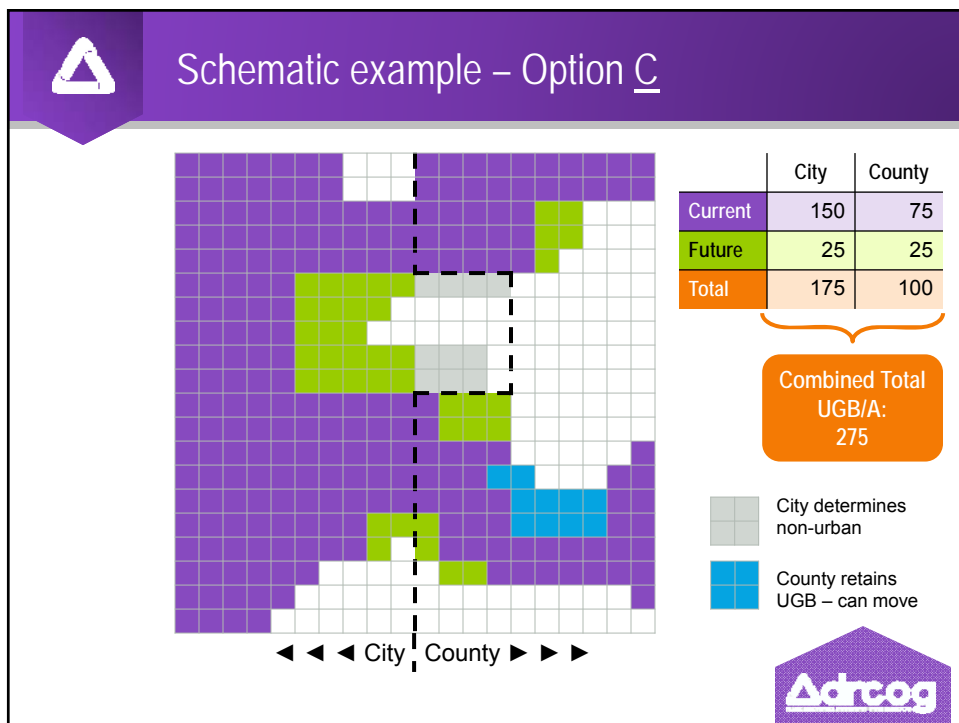 Schematic example – Option C
City County
Current 150 75
Future 25 25
Total 175 100
Combined Total
UGB/A:
275
City determines
non-urban
County retains
UGB – can move
◄ ◄ ◄ City County ► ► ►
drcog